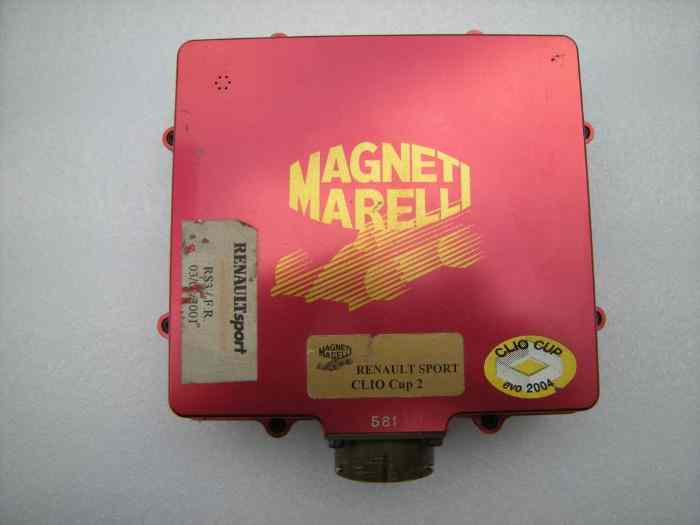 MAGNETI
MARELLI
RENAULTsport
MAGNETI
MARELLI
RENAULT SPORT
CLIO Cup 2
CLIO CUP
evo 2004
581